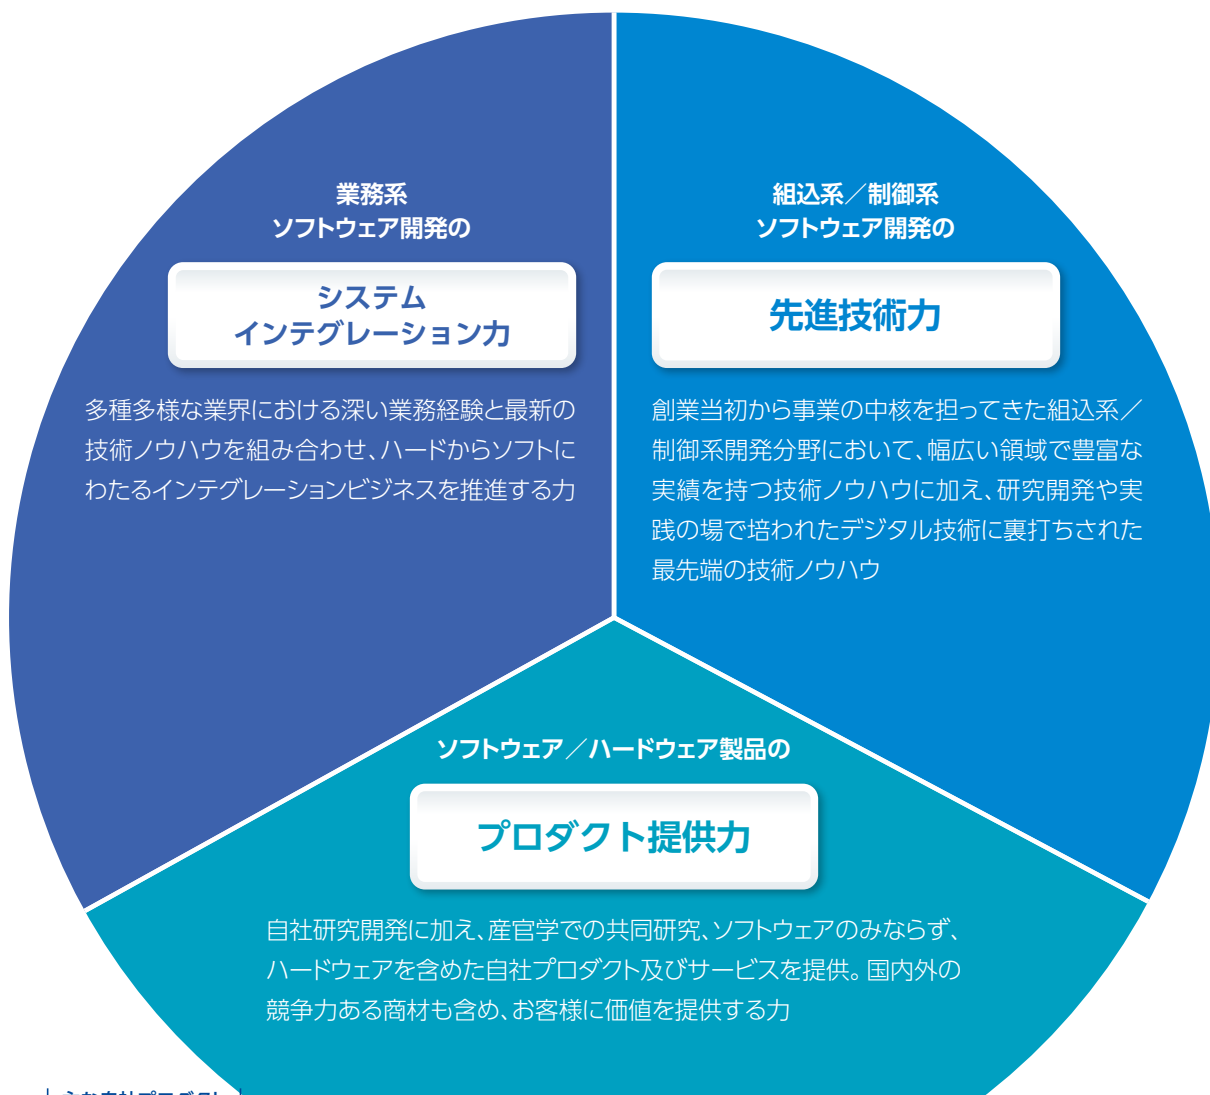 業務系
ソフトウェア開発の
システム
インテグレーション力
多種多様な業界における深い業務経験と最新の
技術ノウハウを組み合わせ、ハードからソフトに
わたるインテグレーションビジネスを推進する力
組込系／制御系
ソフトウェア開発の
先進技術力
創業当初から事業の中核を担ってきた組込系／
制御系開発分野において、幅広い領域で豊富な
実績を持つ技術ノウハウに加え、研究開発や実
践の場で培われたデジタル技術に裏打ちされた
最先端の技術ノウハウ
ソフトウェア／ハードウェア製品の
プロダクト提供力
自社研究開発に加え、産官学での共同研究、ソフトウェアのみならず、
ハードウェアを含めた自社プロダクト及びサービスを提供。国内外の
競争力ある商材も含め、お客様に価値を提供する力